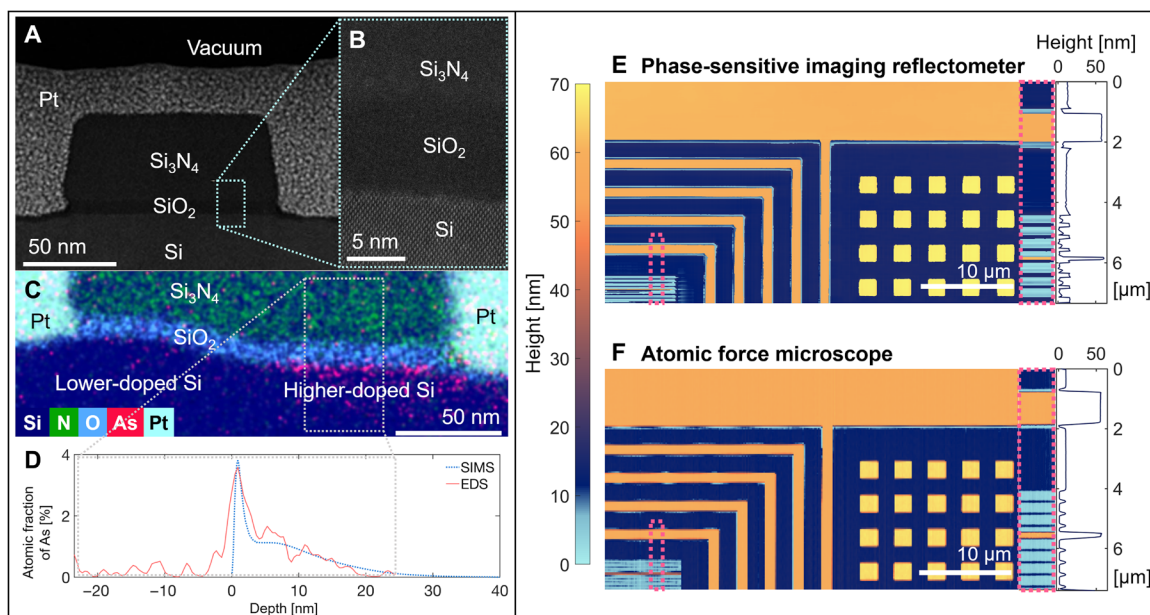 A
Vacuum
Pt
Si3N4
SiO2
Si
50 nm
B
Si3N4
SiO2
Si
5 nm
C
Si3N4
Pt
SiO2
Pt
Lower-doped Si
Higher-doped Si
Si N O As Pt
50 nm
D
4
2
0
Atomic fraction
of As [%]
SIMS
EDS
−20 −10 0 10 20 30 40
Depth [nm]
Height [nm]
70
60
50
40
30
20
10
0
E Phase-sensitive imaging reflectometer
Height [nm]
0 50
0
2
4
6
[μm]
10 μm
F Atomic force microscope
0 50
0
2
4
6
[μm]
10 μm